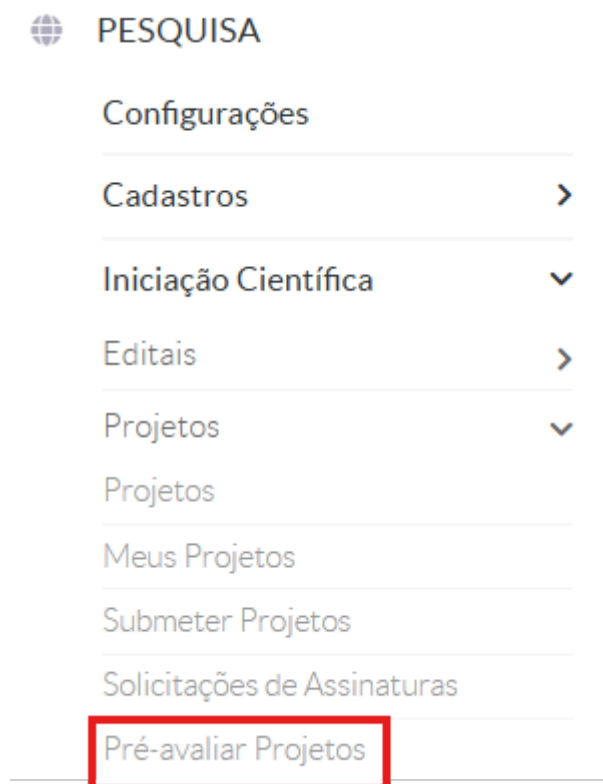 PESQUISA
Configurações
Cadastros
Iniciação Científica
Editais
Projetos
Projetos
Meus Projetos
Submeter Projetos
Solicitações de Assinaturas
Pré-avaliar Projetos